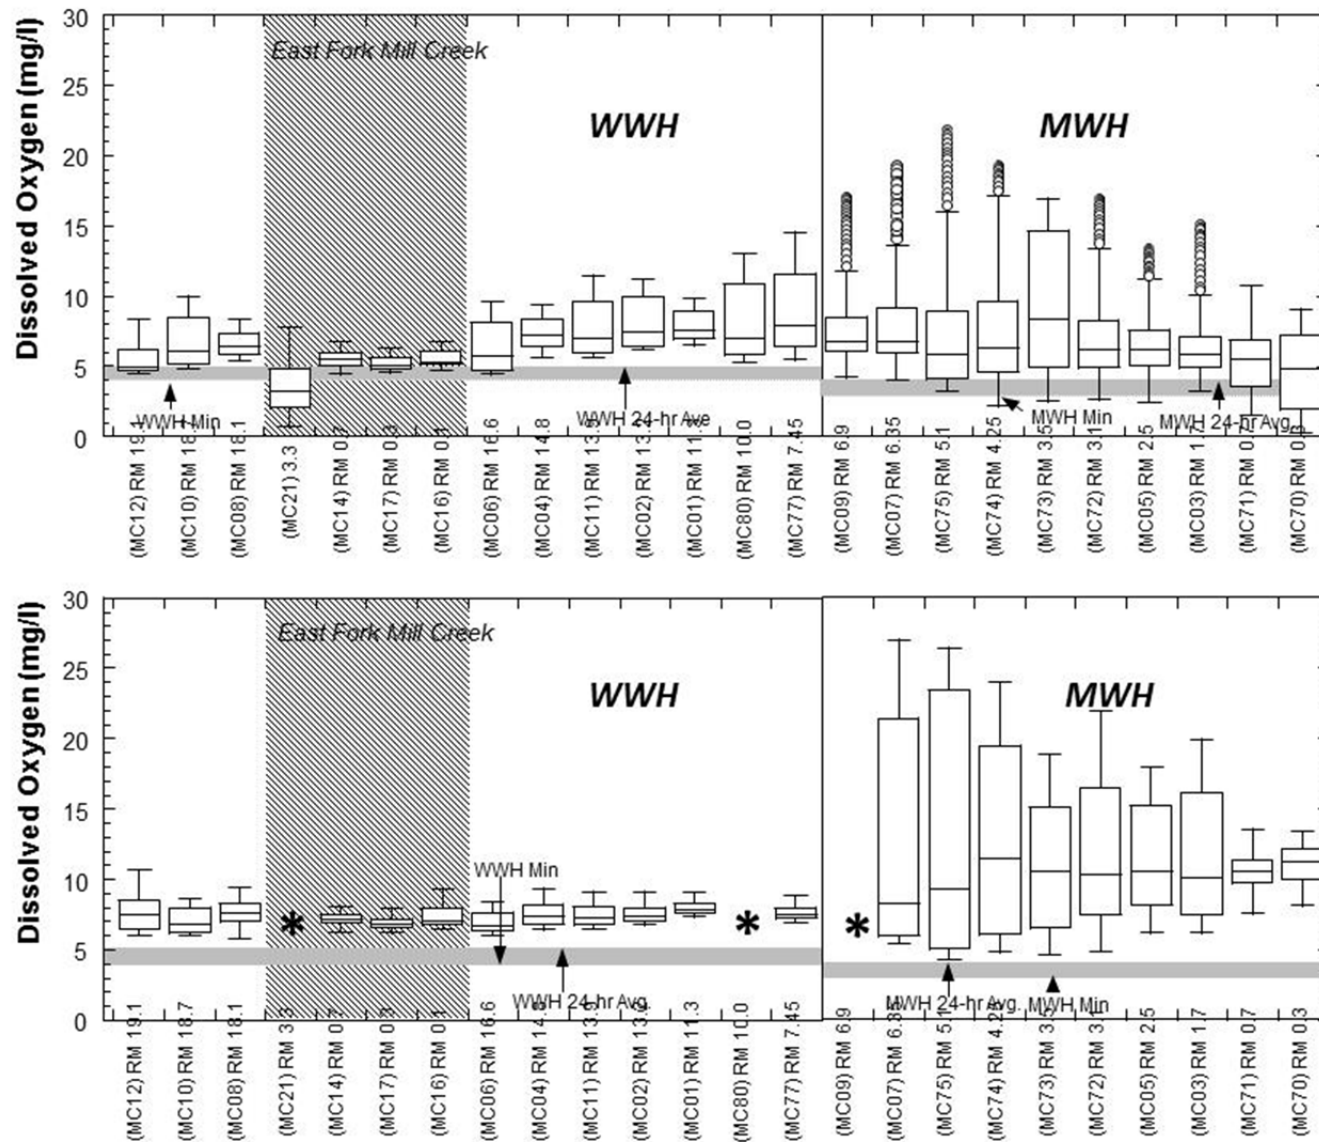 Dissolved Oxygen (mg/l)
30
25
20
15
10
5
0
East Fork Mill Creek
WWH
MWH
WWH Min
WWH 24-hr Ave
MWH Min
MWH 24-hr Avg.
(MC12) RM 19.1
(MC10) RM 18.
(MC08) RM 18.1
(MC21) 3.3
(MC14) RM 0.7
(MC17) RM 0.3
(MC16) RM 0.1
(MC06) RM 16.6
(MC04) RM 14.8
(MC11) RM 13.
(MC02) RM 13.
(MC01) RM 11.
(MC80) RM 10.0
(MC77) RM 7.45
(MC09) RM 6.9
(MC07) RM 6.35
(MC75) RM 5.1
(MC74) RM 4.25
(MC73) RM 3.5
(MC72) RM 3.1
(MC05) RM 2.5
(MC03) RM 1.7
(MC71) RM 0.
(MC70) RM 0.
Dissolved Oxygen (mg/l)
30
25
20
15
10
5
0
East Fork Mill Creek
WWH
MWH
WWH Min
WWH 24-hr Avg.
MWH 24-hr Avg.
MWH Min
(MC12) RM 19.1
(MC10) RM 18.7
(MC08) RM 18.1
(MC21) RM 3.3
(MC14) RM 0.7
(MC17) RM 0.3
(MC16) RM 0.1
(MC06) RM 16.6
(MC04) RM 14.8
(MC11) RM 13.9
(MC02) RM 13.2
(MC01) RM 11.3
(MC80) RM 10.0
(MC77) RM 7.45
(MC09) RM 6.9
(MC07) RM 6.35
(MC75) RM 5.1
(MC74) RM 4.25
(MC73) RM 3.5
(MC72) RM 3.1
(MC05) RM 2.5
(MC03) RM 1.7
(MC71) RM 0.7
(MC70) RM 0.3